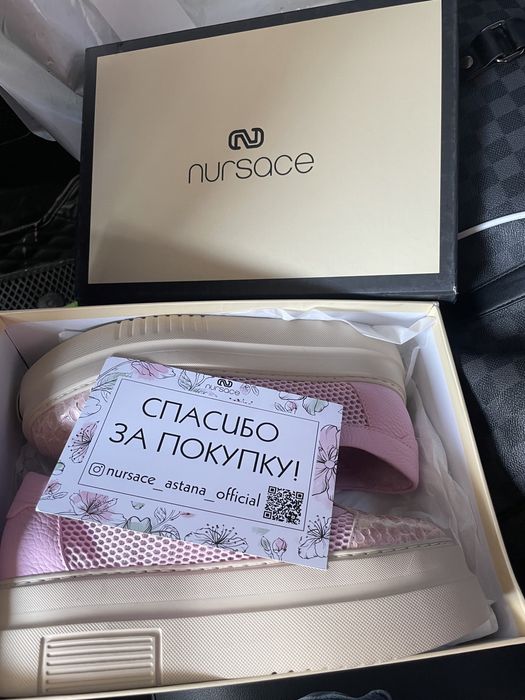 nursace
nursace
СПАСИБО
ЗА ПОКУПКУ!
nursace_astana_official